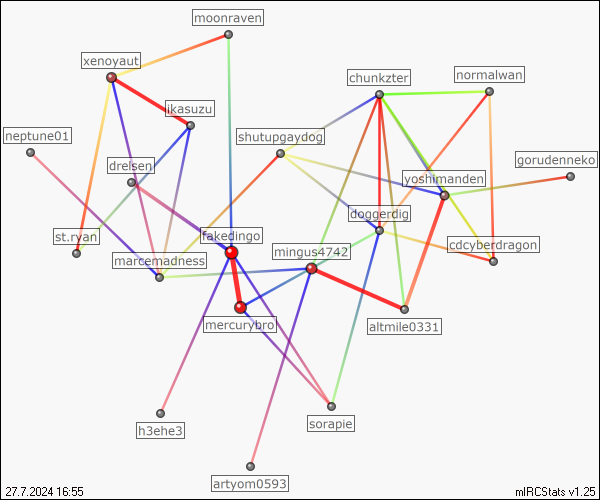 moonraven
xenoyaut
chunkzter
normalwan
ikasuzu
neptune01
shutupgaydog
drelsen
gorudenneko
yoshimanden
doggerdig
st.ryan
fakedingo
marcemadness
mingus4742
cdcyberdragon
mercurybro
altmile0331
h3ehe3
sorapie
artyom0593
27.7.2024 16:55
mIRCStats v1.25